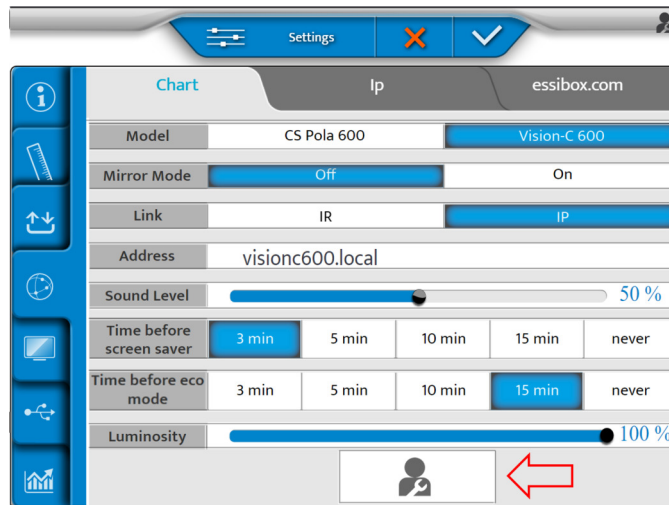 Settings
Chart Ip essibox.com
Model CS Pola 600 Vision-C 600
Mirror Mode Off On
Link IR IP
Address visionc600.local
Sound Level 50 %
Time before
screen saver 3 min 5 min 10 min 15 min never
Time before eco
mode 3 min 5 min 10 min 15 min never
Luminosity 100 %